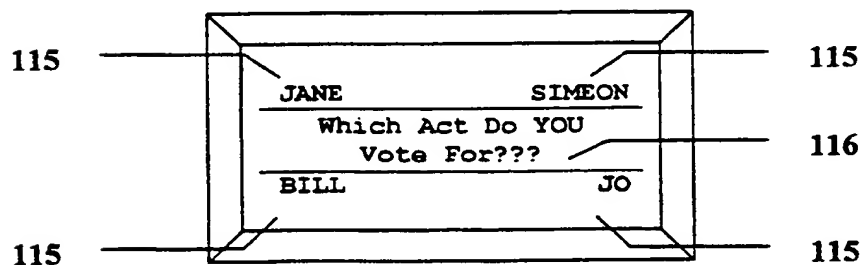 115 115
JANE SIMEON
Which Act Do YOU
Vote For???
116
BILL JO
115 115